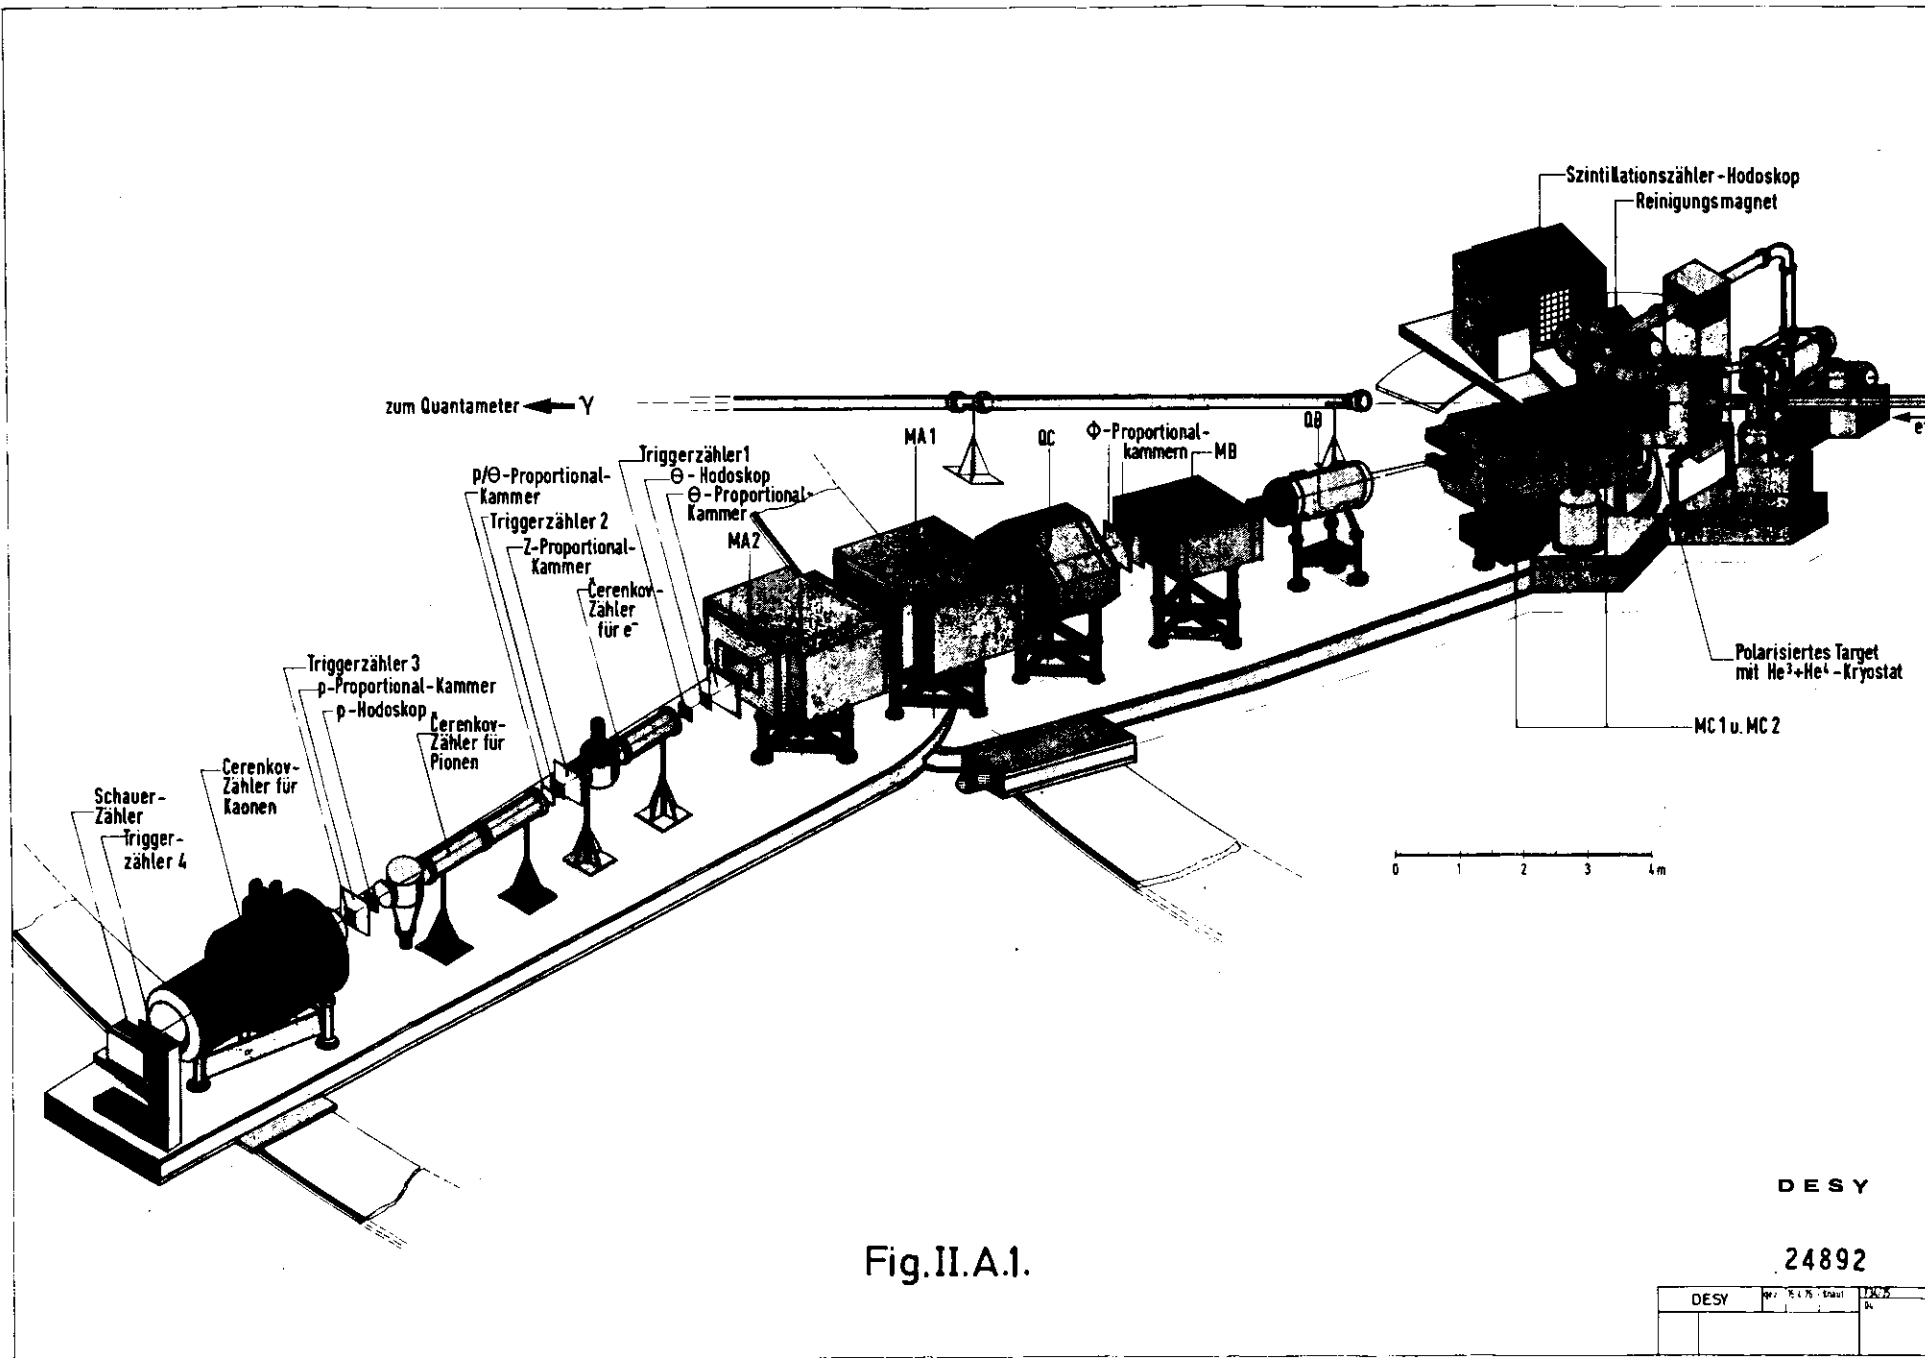 Szintillationszähler-Hodoskop
Reinigungsmagnet
zum Quantameter
γ
MA1
QC
Φ-Proportional-
kammern
MB
QB
Triggerzähler1
Θ-Hodoskop
Θ-Proportional-
Kammer
p/Θ-Proportional-
Kammer
Triggerzähler 2
Z-Proportional-
Kammer
Čerenkov-
Zähler
für e⁻
MA2
Triggerzähler 3
p-Proportional-Kammer
p-Hodoskop
Čerenkov-
Zähler für
Pionen
Čerenkov-
Zähler für
Kaonen
Schauer-
Zähler
Trigger-
zähler 4
Polarisiertes Target
mit He³+He⁴-Kryostat
MC1 u. MC2
0 1 2 3 4m
DESY
Fig.II.A.1.
24892
DESY